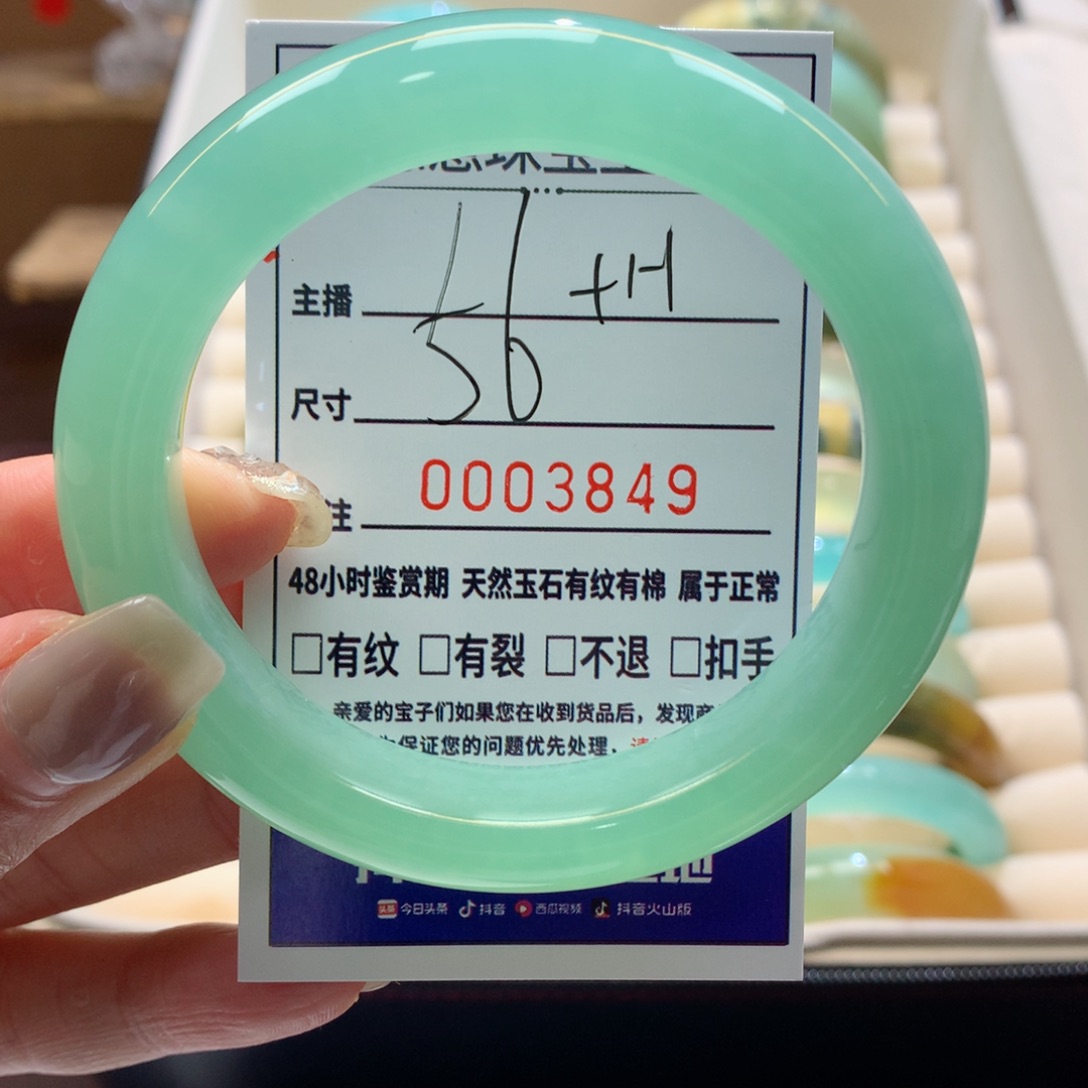 主播 16 +H
尺寸 56
注 0003849
48小时鉴赏期 天然玉石有纹有棉 属于正常
□有纹 □有裂 □不退 □扣手
亲爱的宝子们如果您在收到货品后，发现
保证您的问题优先处理，
今日头条 抖音 西瓜视频 抖音火山版